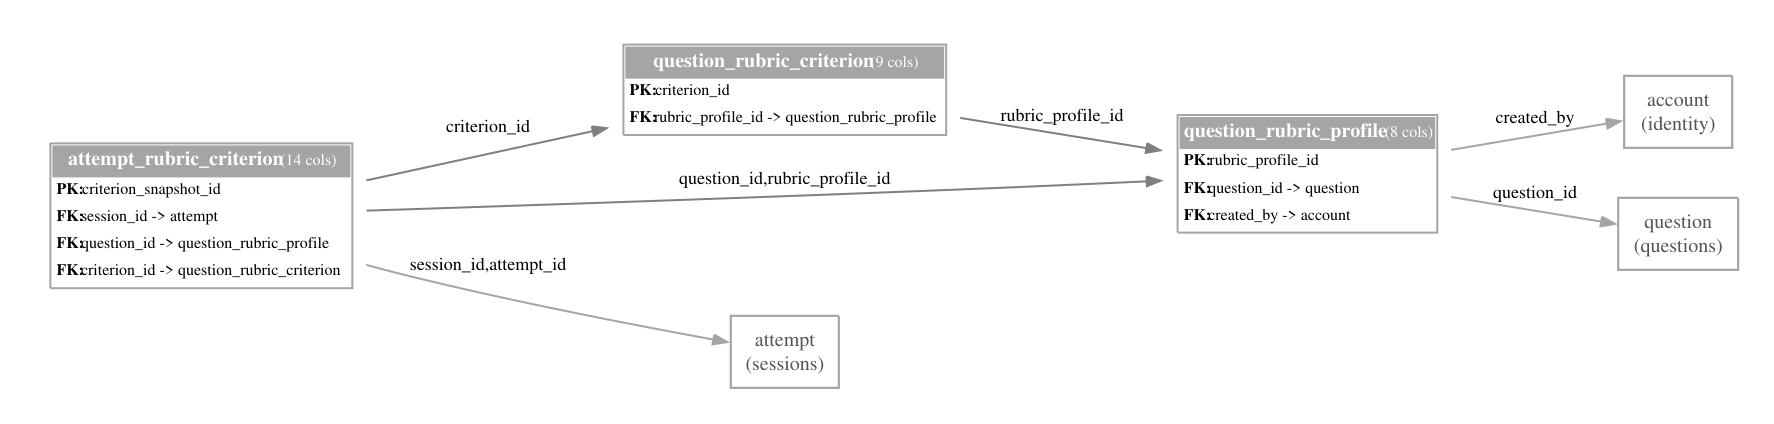 question_rubric_criterion(9 cols)
PK:criterion_id
FK:rubric_profile_id -> question_rubric_profile
criterion_id
rubric_profile_id
attempt_rubric_criterion(14 cols)
PK:criterion_snapshot_id
FK:session_id -> attempt
FK:question_id -> question_rubric_profile
FK:criterion_id -> question_rubric_criterion
question_id,rubric_profile_id
session_id,attempt_id
question_rubric_profile(8 cols)
PK:rubric_profile_id
FK:question_id -> question
FK:created_by -> account
created_by
account
(identity)
question_id
question
(questions)
attempt
(sessions)